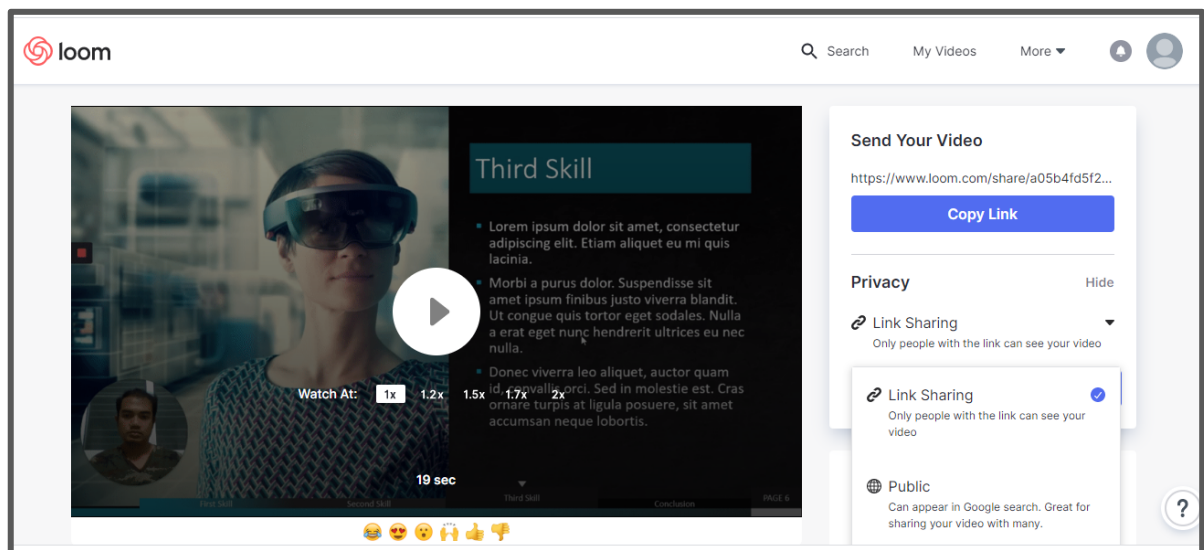 loom
Search
My Videos
More
Third Skill
Lorem ipsum dolor sit amet, consectetur
adipiscing elit. Etiam aliquet eu mi quis
lacinia.
Morbi a purus dolor. Suspendisse sit
amet ipsum finibus justo viverra blandit.
Ut congue quis tortor eget sodales. Nulla
a erat eget nunc hendrerit ultrices eu nec
nulla.
Donec viverra leo aliquet, auctor quam
id, convallis orci. Sed in molestie est. Cras
ornare turpis at ligula posuere, sit amet
accumsan neque lobortis.
Watch At: 1x 1.2x 1.5x 1.7x 2x
19 sec
First Skill
Second Skill
Third Skill
Conclusion
PAGE 6
Send Your Video
https://www.loom.com/share/a05b4fd5f2...
Copy Link
Privacy
Hide
Link Sharing
Only people with the link can see your video
Link Sharing
Only people with the link can see your
video
Public
Can appear in Google search. Great for
sharing your video with many.
?